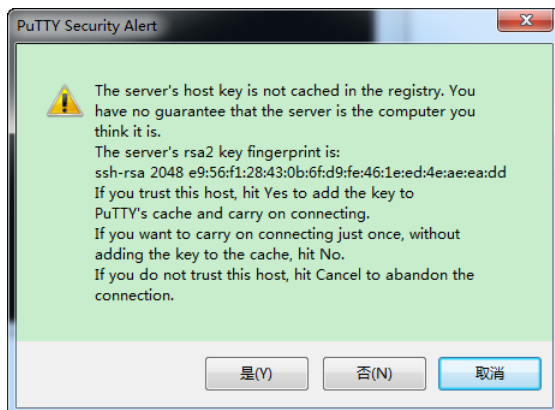 PuTTY Security Alert
The server's host key is not cached in the registry. You
have no guarantee that the server is the computer you
think it is.
The server's rsa2 key fingerprint is:
ssh-rsa 2048 e9:56:f1:28:43:0b:6f:d9:fe:46:1e:ed:4e:ae:ea:dd
If you trust this host, hit Yes to add the key to
PuTTY's cache and carry on connecting.
If you want to carry on connecting just once, without
adding the key to the cache, hit No.
If you do not trust this host, hit Cancel to abandon the
connection.
是(Y) 否(N) 取消